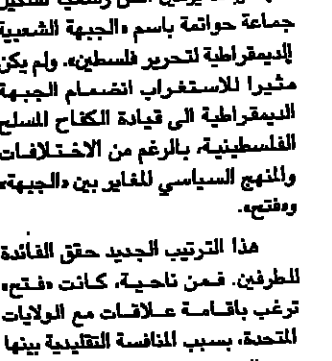 جماعة حواتمة باسم «الجبهة الشعبية
الديمقراطية لتحرير فلسطين». ولم يكن
مثيرا للاستغراب انضمام الجبهة
الديمقراطية الى قيادة الكفاح المسلح
الفلسطينية، بالرغم من الاختلافات
والمنهج السياسي المغاير بين «الجبهة»
و«فتح».
هذا الترتيب الجديد حقق الفائدة
للطرفين. فمن ناحية، كانت «فتح»
ترغب باقامة علاقات مع الولايات
المتحدة، بسبب المنافسة التقليدية بينها